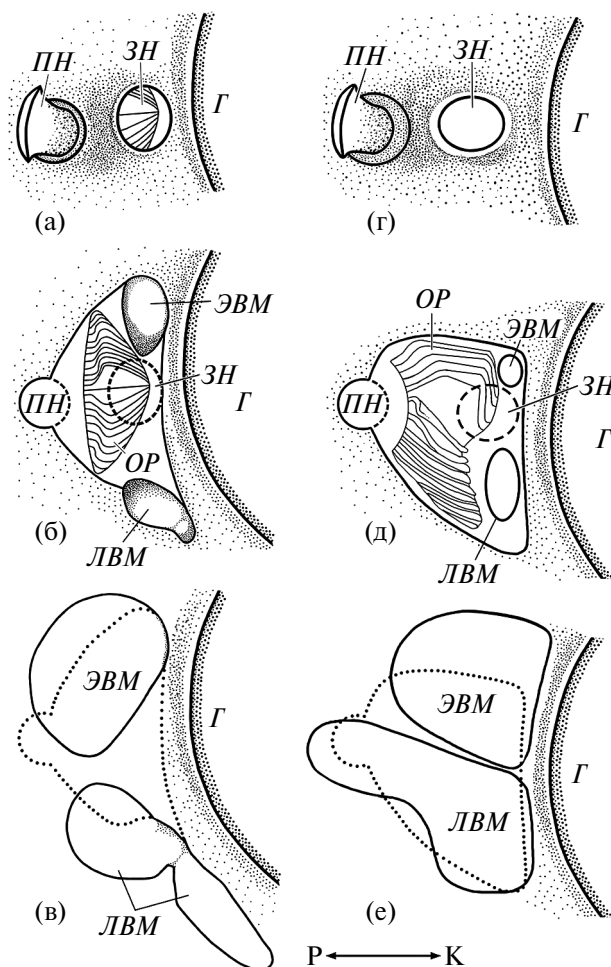 ПН ЗН Г
(а)
ПН ЗН Г
(г)
ЭВМ
ЗН
ПН Г
ОР
(б)
ЛВМ
ОР
ЭВМ
ЗН
ПН
Г
(д)
ЛВМ
ЭВМ Г
(в) ЛВМ
ЭВМ Г
ЛВМ
(е)
Р К